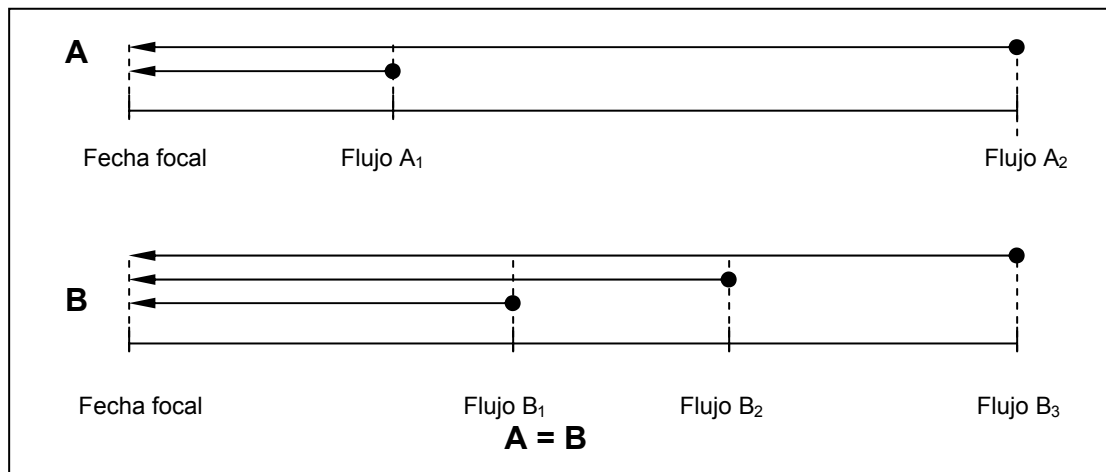 A
Fecha focal Flujo A₁ Flujo A₂
B
Fecha focal Flujo B₁ Flujo B₂ Flujo B₃
A = B